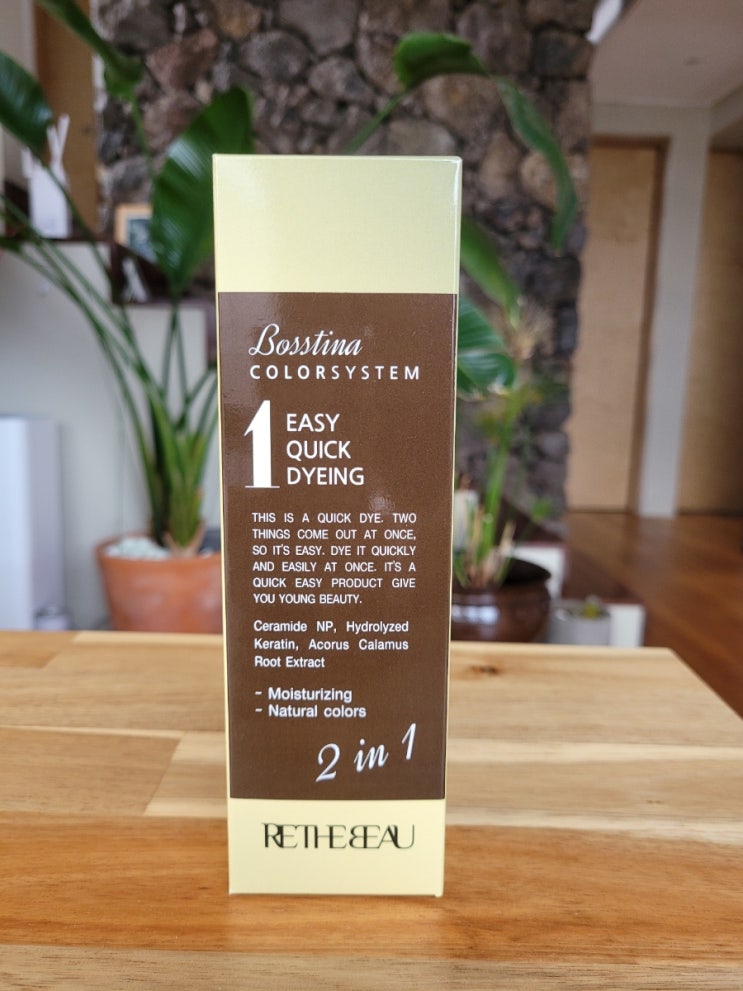 Bosstina
COLORSYSTEM
1 EASY
QUICK
DYEING
THIS IS A QUICK DYE. TWO
THINGS COME OUT AT ONCE,
SO IT'S EASY. DYE IT QUICKLY
AND EASILY AT ONCE. IT'S A
QUICK EASY PRODUCT GIVE
YOU YOUNG BEAUTY.
Ceramide NP, Hydrolyzed
Keratin, Acorus Calamus
Root Extract
- Moisturizing
- Natural colors
2 in 1
RETHEBEAU